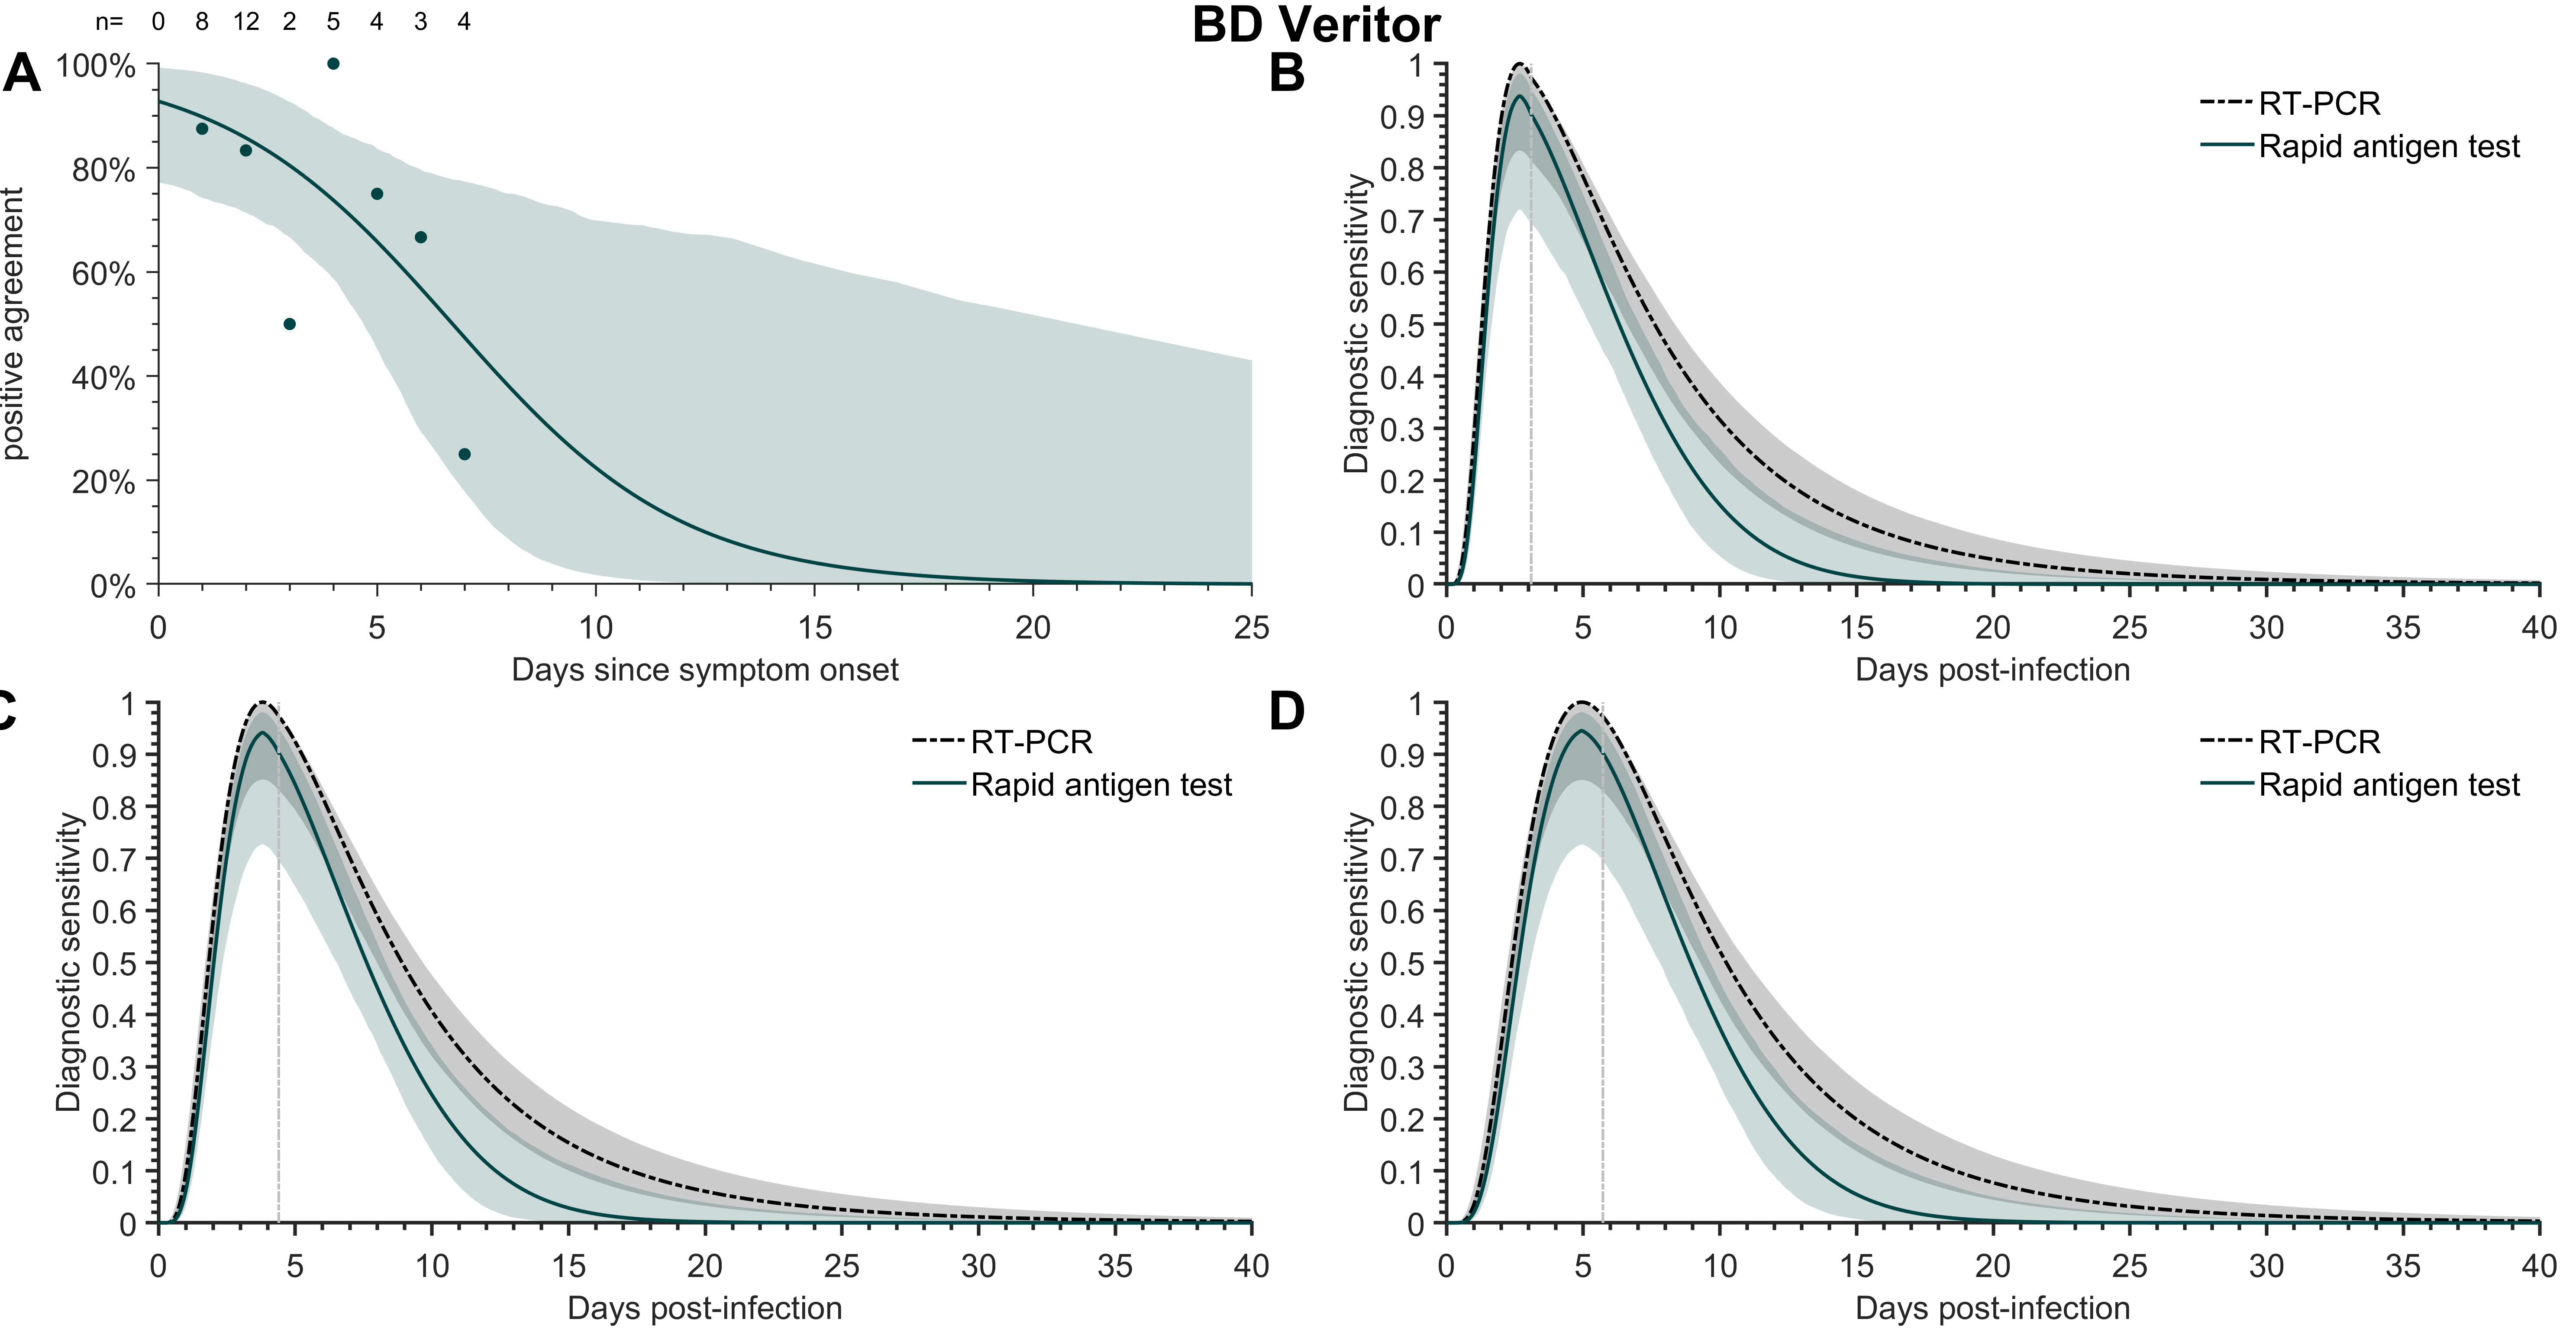 n= 0 8 12 2 5 4 3 4
BD Veritor
A
100%
80%
60%
40%
20%
0%
positive agreement
0 5 10 15 20 25
Days since symptom onset
B
1
0.9
0.8
0.7
0.6
0.5
0.4
0.3
0.2
0.1
0
Diagnostic sensitivity
RT-PCR
Rapid antigen test
0 5 10 15 20 25 30 35 40
Days post-infection
C
1
0.9
0.8
0.7
0.6
0.5
0.4
0.3
0.2
0.1
0
Diagnostic sensitivity
RT-PCR
Rapid antigen test
0 5 10 15 20 25 30 35 40
Days post-infection
D
1
0.9
0.8
0.7
0.6
0.5
0.4
0.3
0.2
0.1
0
Diagnostic sensitivity
RT-PCR
Rapid antigen test
0 5 10 15 20 25 30 35 40
Days post-infection